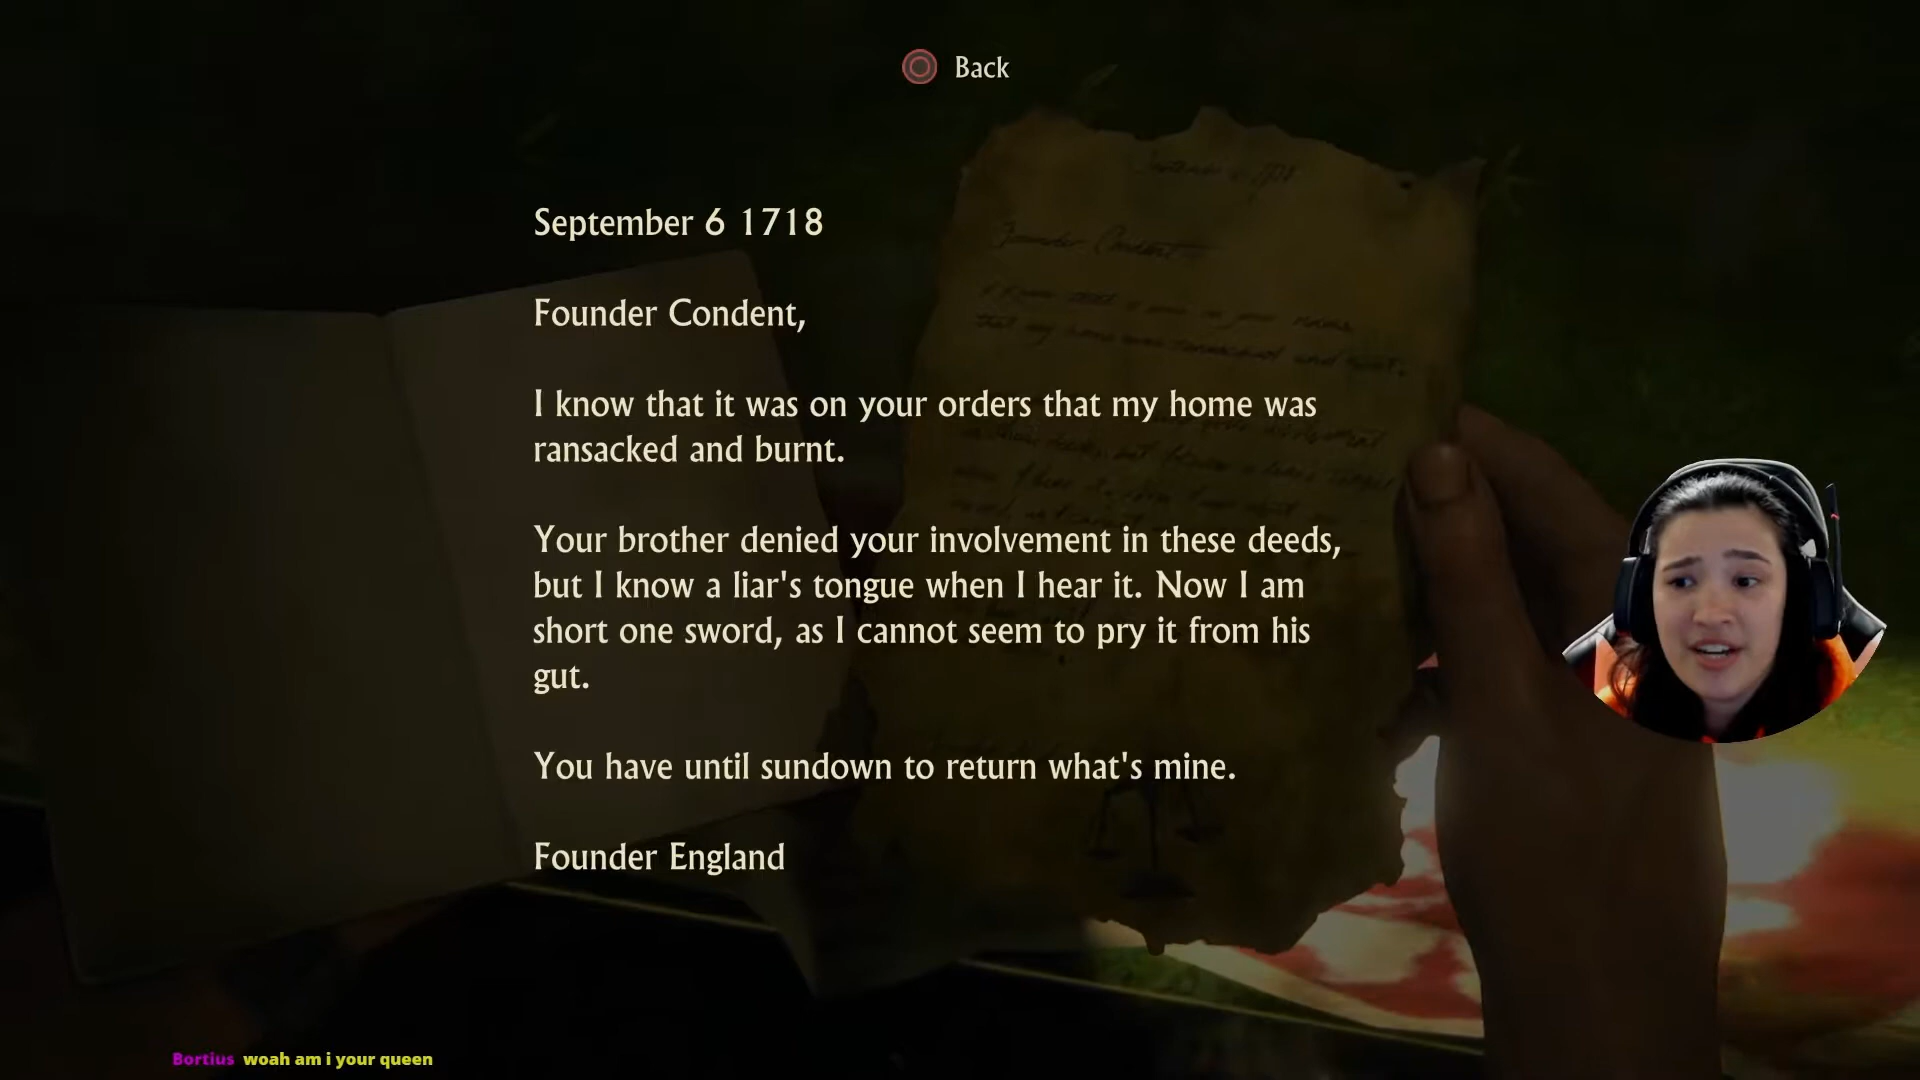 Back
September 6 1718
Founder Condent,
I know that it was on your orders that my home was
ransacked and burnt.
Your brother denied your involvement in these deeds,
but I know a liar's tongue when I hear it. Now I am
short one sword, as I cannot seem to pry it from his
gut.
You have until sundown to return what's mine.
Founder England
Bortius woah am i your queen